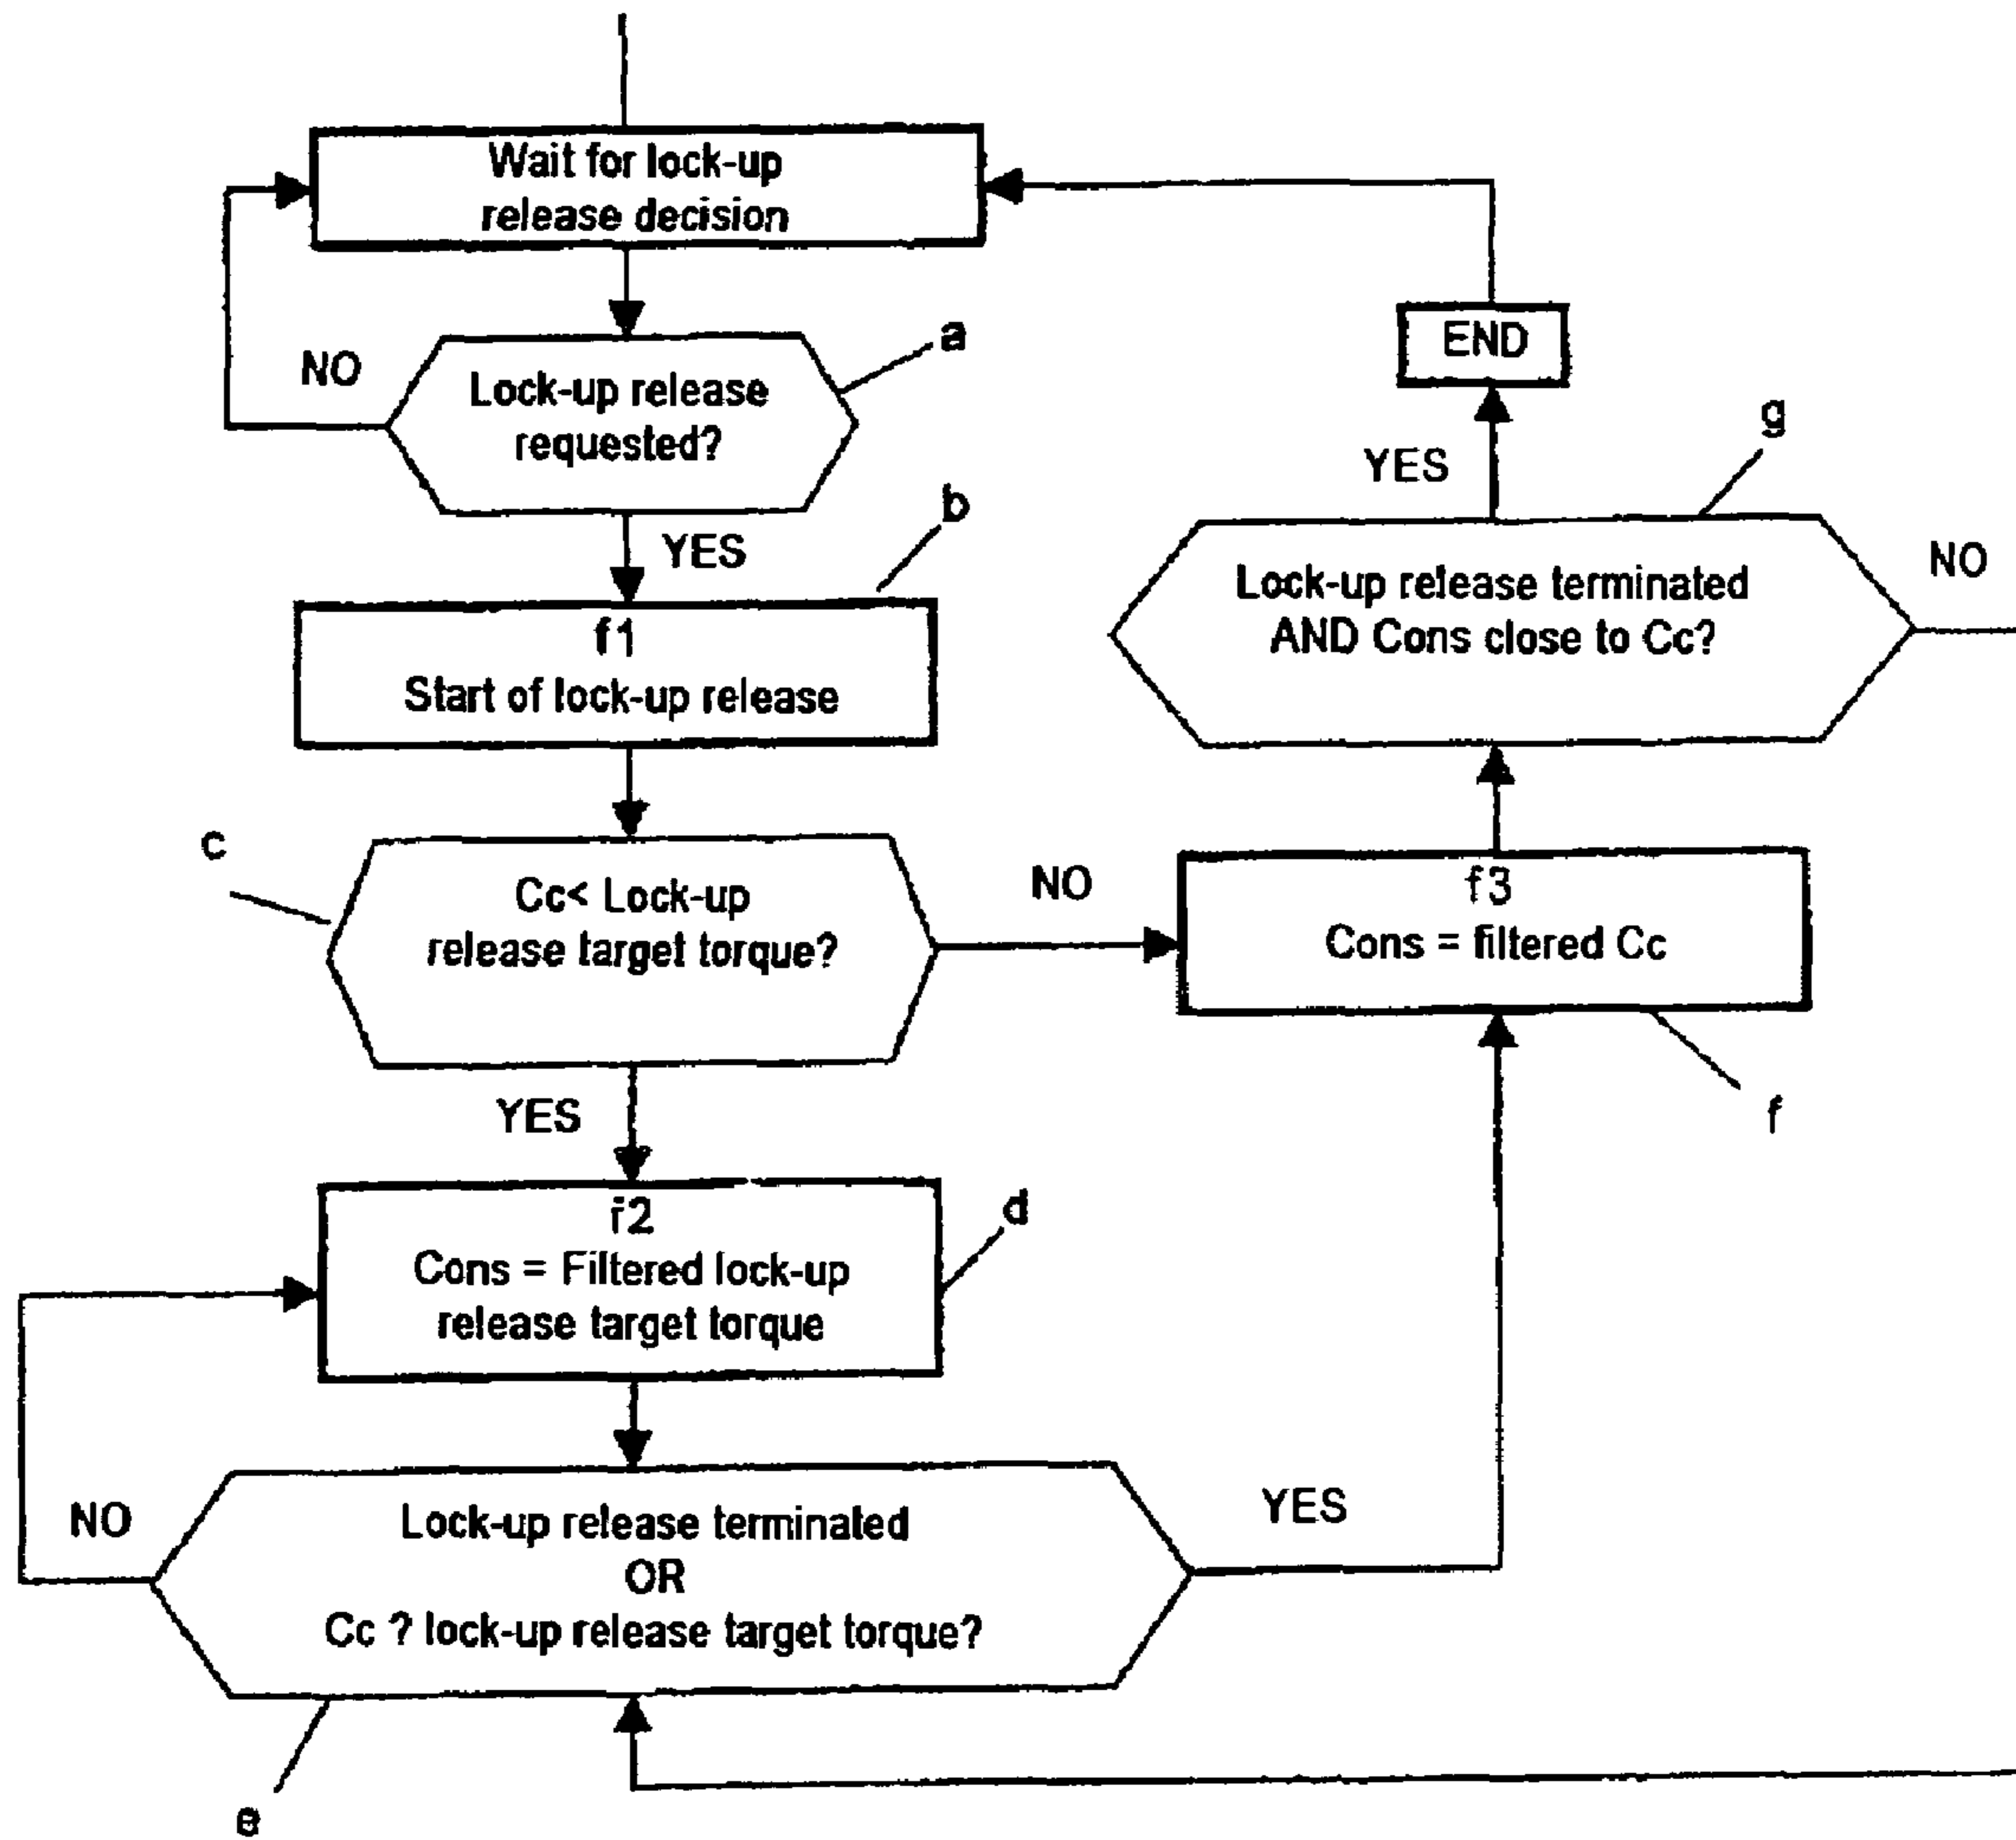 Wait for lock-up
release decision
NO
Lock-up release
requested?
a
YES
b
f1
Start of lock-up release
c
Cc< Lock-up
release target torque?
NO
YES
f2
Cons = Filtered lock-up
release target torque
d
NO
Lock-up release terminated
OR
Cc ? lock-up release target torque?
YES
e
f3
Cons = filtered Cc
f
Lock-up release terminated
AND Cons close to Cc?
g
NO
YES
END